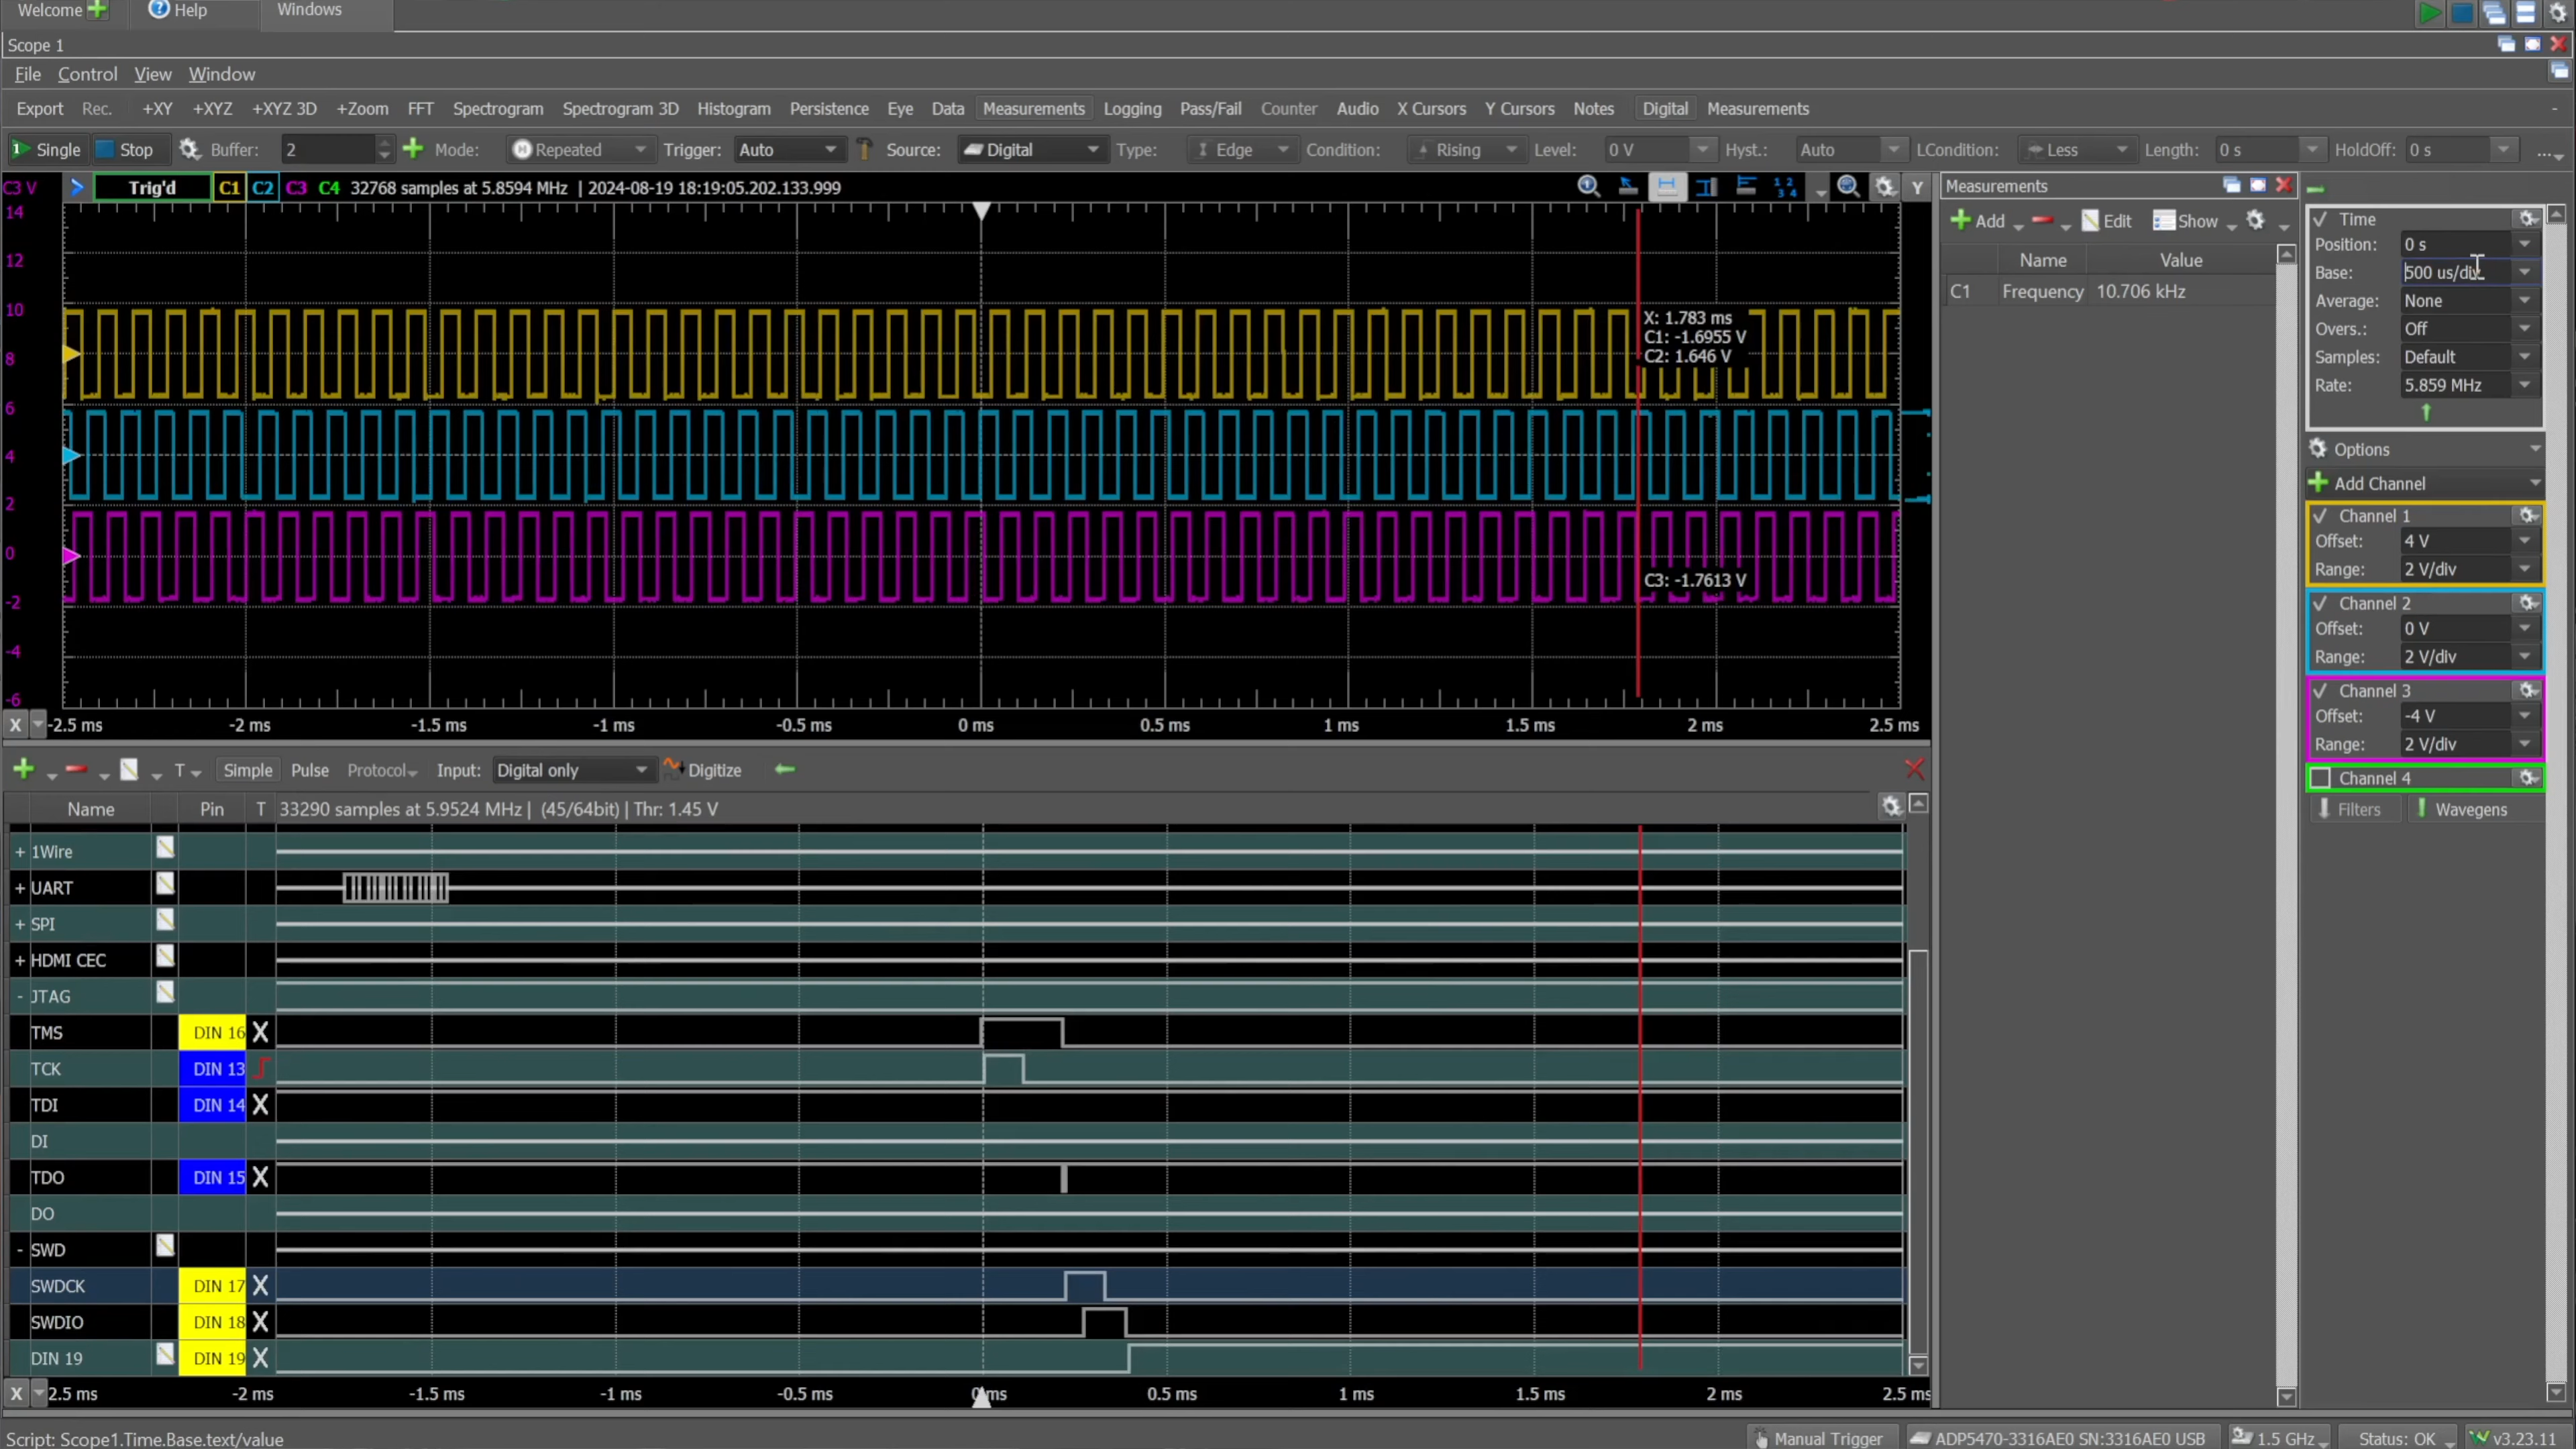 Welcome Help Windows
Scope 1
File Control View Window
Export Rec. +XY +XYZ +XYZ 3D +Zoom FFT Spectrogram Spectrogram 3D Histogram Persistence Eye Data Measurements Logging Pass/Fail Counter Audio X Cursors Y Cursors Notes Digital Measurements
Single Stop Buffer: 2 Mode: Repeated Trigger: Auto Source: Digital Type: Edge Condition: Rising Level: 0 V Hyst.: Auto LCondition: Less Length: 0 s HoldOff: 0 s ...
C3 V Trig'd C1 C2 C3 C4 32768 samples at 5.8594 MHz | 2024-08-19 18:19:05.202.133.999 Y
14
12
10
8
6
4
2
0
-2
-4
-6
X: 1.783 ms
C1: -1.6955 V
C2: 1.646 V
C3: -1.7613 V
X -2.5 ms -2 ms -1.5 ms -1 ms -0.5 ms 0 ms 0.5 ms 1 ms 1.5 ms 2 ms 2.5 ms
Measurements
Add Edit Show
Name Value
C1 Frequency 10.706 kHz
Time
Position: 0 s
Base: 500 us/div
Average: None
Overs.: Off
Samples: Default
Rate: 5.859 MHz
Options
Add Channel
Channel 1
Offset: 4 V
Range: 2 V/div
Channel 2
Offset: 0 V
Range: 2 V/div
Channel 3
Offset: -4 V
Range: 2 V/div
Channel 4
Filters Wavegens
T Simple Pulse Protocol Input: Digital only Digitize
Name Pin T 33290 samples at 5.9524 MHz | (45/64bit) | Thr: 1.45 V
+ 1Wire
+ UART
+ SPI
+ HDMI CEC
- JTAG
TMS DIN 16 X
TCK DIN 13
TDI DIN 14 X
DI
TDO DIN 15 X
DO
- SWD
SWDCK DIN 17 X
SWDIO DIN 18 X
DIN 19 DIN 19 X
X 2.5 ms -2 ms -1.5 ms -1 ms -0.5 ms 0 ms 0.5 ms 1 ms 1.5 ms 2 ms 2.5 ms
Script: Scope1.Time.Base.text/value Manual Trigger ADP5470-3316AE0 SN:3316AE0 USB 1.5 GHz Status: OK v3.23.11